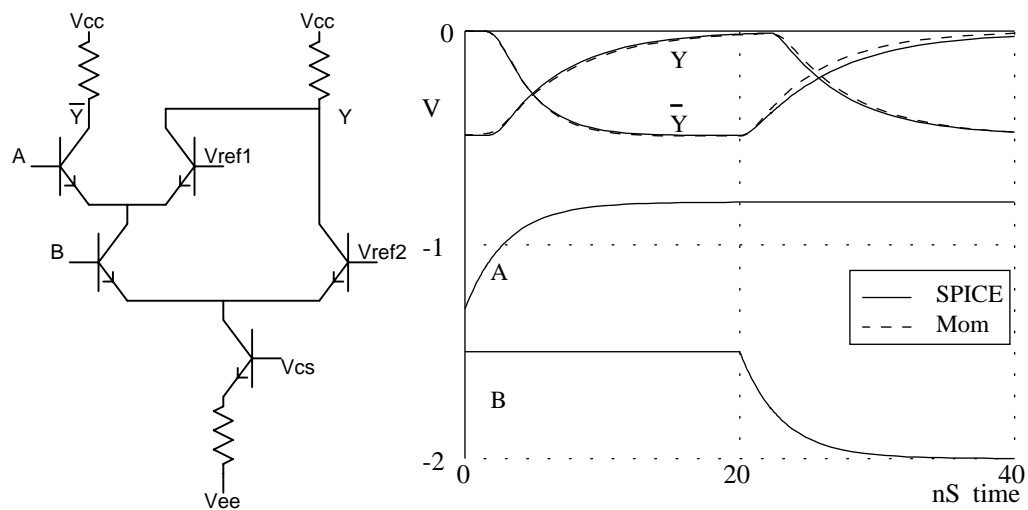 Vcc
Vcc
Y
Y
A
Vref1
B
Vref2
Vcs
Vee
0
V
Y
Y
-1
A
B
-2
SPICE
Mom
0
20
40
nS time